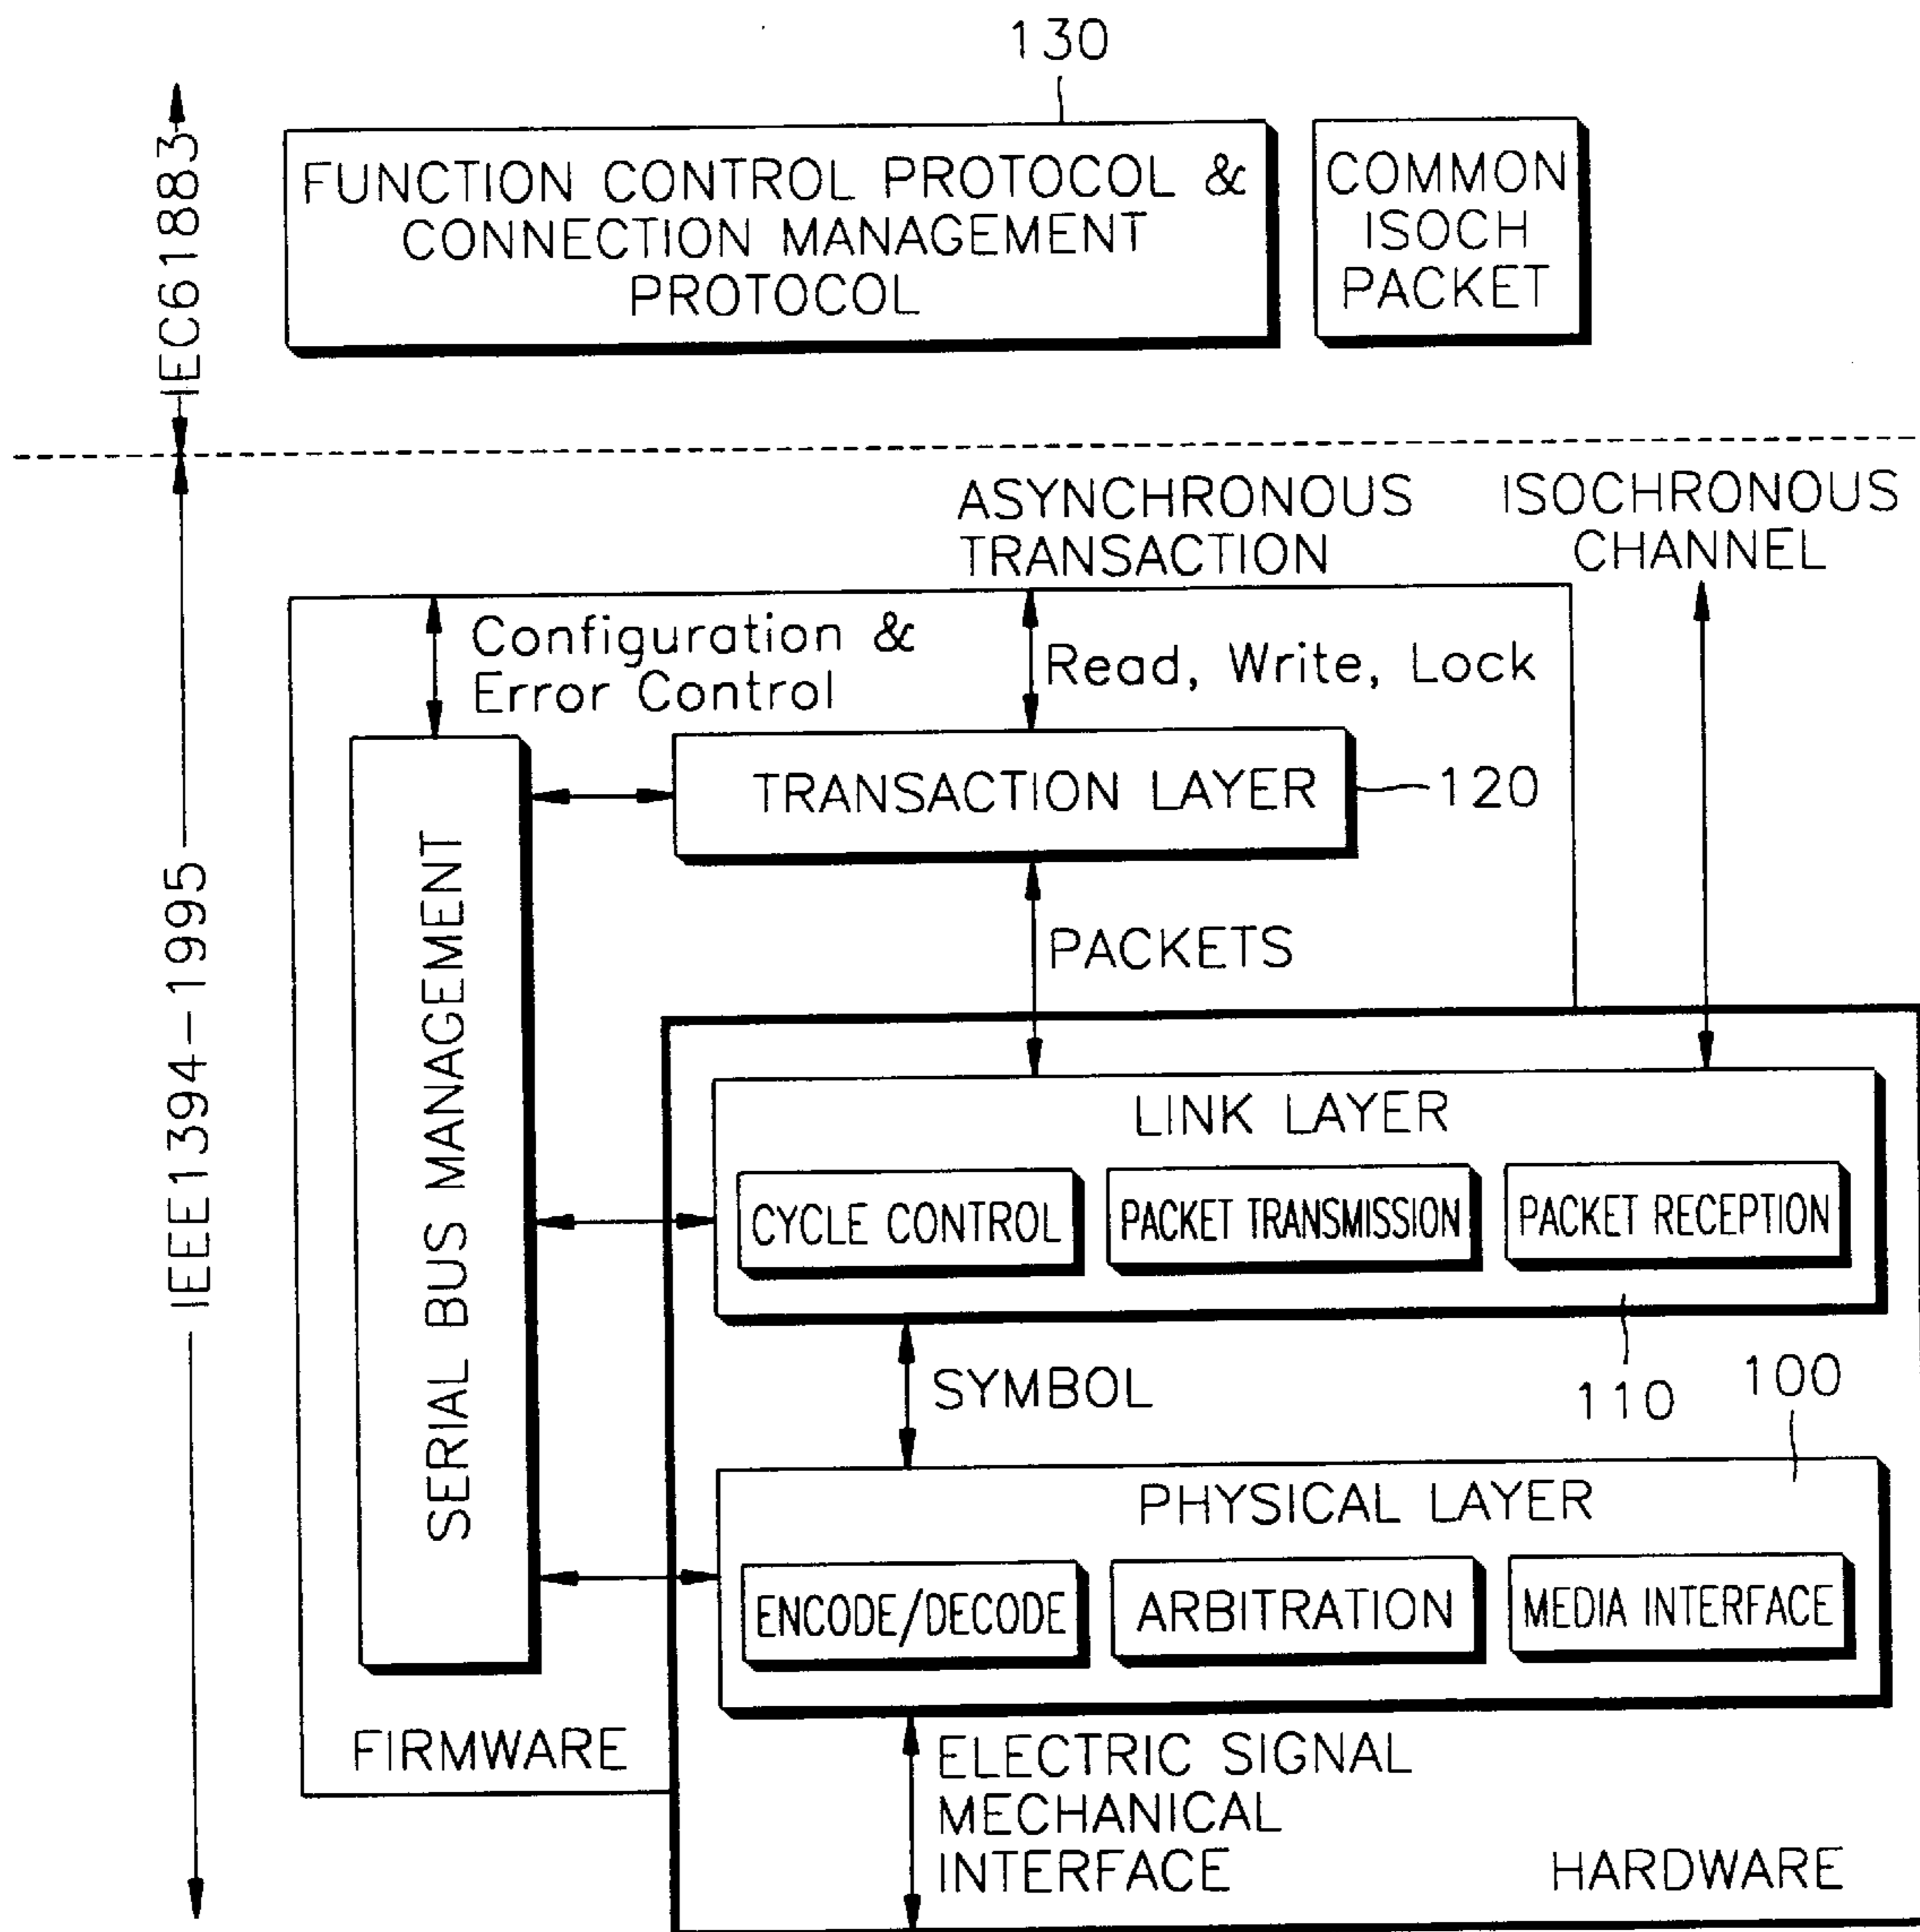 130
IEC61883
FUNCTION CONTROL PROTOCOL &
CONNECTION MANAGEMENT
PROTOCOL
COMMON
ISOCH
PACKET
ASYNCHRONOUS
TRANSACTION
ISOCHRONOUS
CHANNEL
Configuration &
Error Control
Read, Write, Lock
TRANSACTION LAYER
120
IEEE1394-1995
SERIAL BUS MANAGEMENT
PACKETS
LINK LAYER
CYCLE CONTROL
PACKET TRANSMISSION
PACKET RECEPTION
SYMBOL
110
100
PHYSICAL LAYER
ENCODE/DECODE
ARBITRATION
MEDIA INTERFACE
FIRMWARE
ELECTRIC SIGNAL
MECHANICAL
INTERFACE
HARDWARE